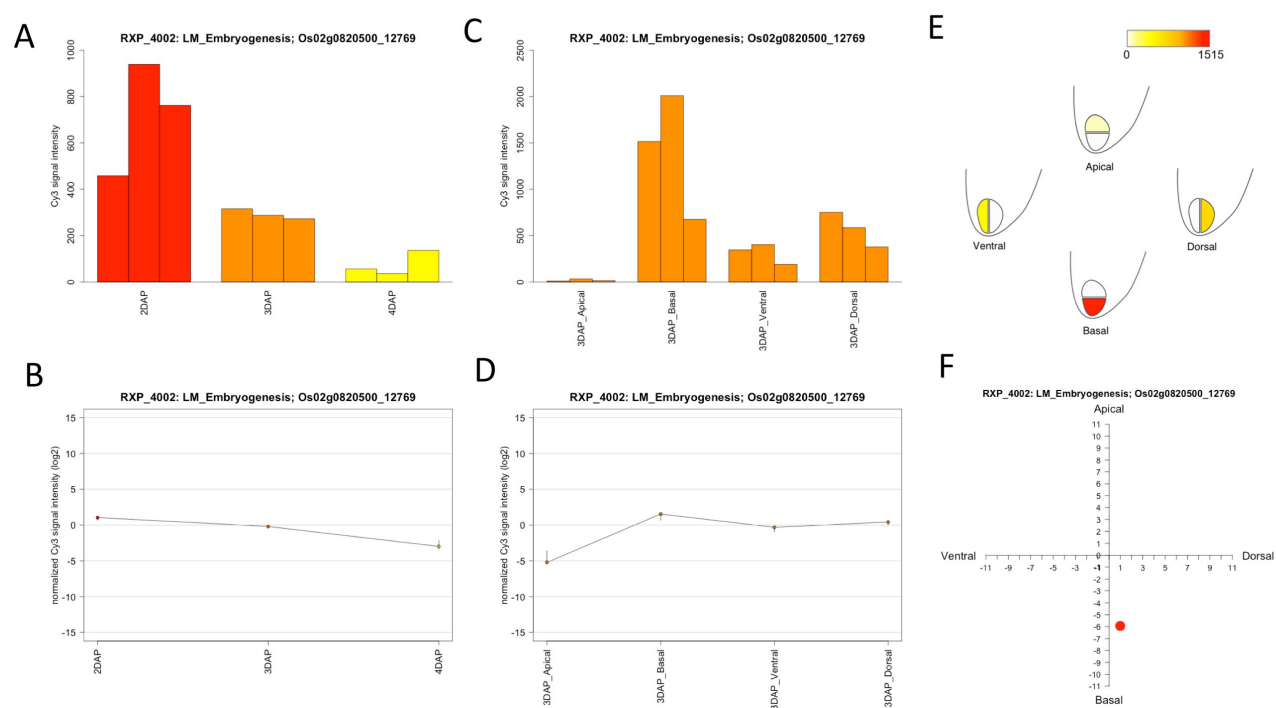 A
RXP_4002: LM_Embryogenesis; Os02g0820500_12769
Cy3 signal intensity
1000
800
600
400
200
0
2DAP
3DAP
4DAP
C
RXP_4002: LM_Embryogenesis; Os02g0820500_12769
Cy3 signal intensity
2500
2000
1500
1000
500
0
3DAP_Apical
3DAP_Basal
3DAP_Ventral
3DAP_Dorsal
E
0 1515
Apical
Ventral
Dorsal
Basal
B
RXP_4002: LM_Embryogenesis; Os02g0820500_12769
normalized Cy3 signal intensity (log2)
15
10
5
0
-5
-10
-15
2DAP
3DAP
4DAP
D
RXP_4002: LM_Embryogenesis; Os02g0820500_12769
normalized Cy3 signal intensity (log2)
15
10
5
0
-5
-10
-15
3DAP_Apical
3DAP_Basal
3DAP_Ventral
3DAP_Dorsal
F
RXP_4002: LM_Embryogenesis; Os02g0820500_12769
Apical
11
10
9
8
7
6
5
4
3
2
1
0
Ventral
Dorsal
-11 -9 -7 -5 -3 -1 1 3 5 7 9 11
-1
-2
-3
-4
-5
-6
-7
-8
-9
-10
-11
Basal